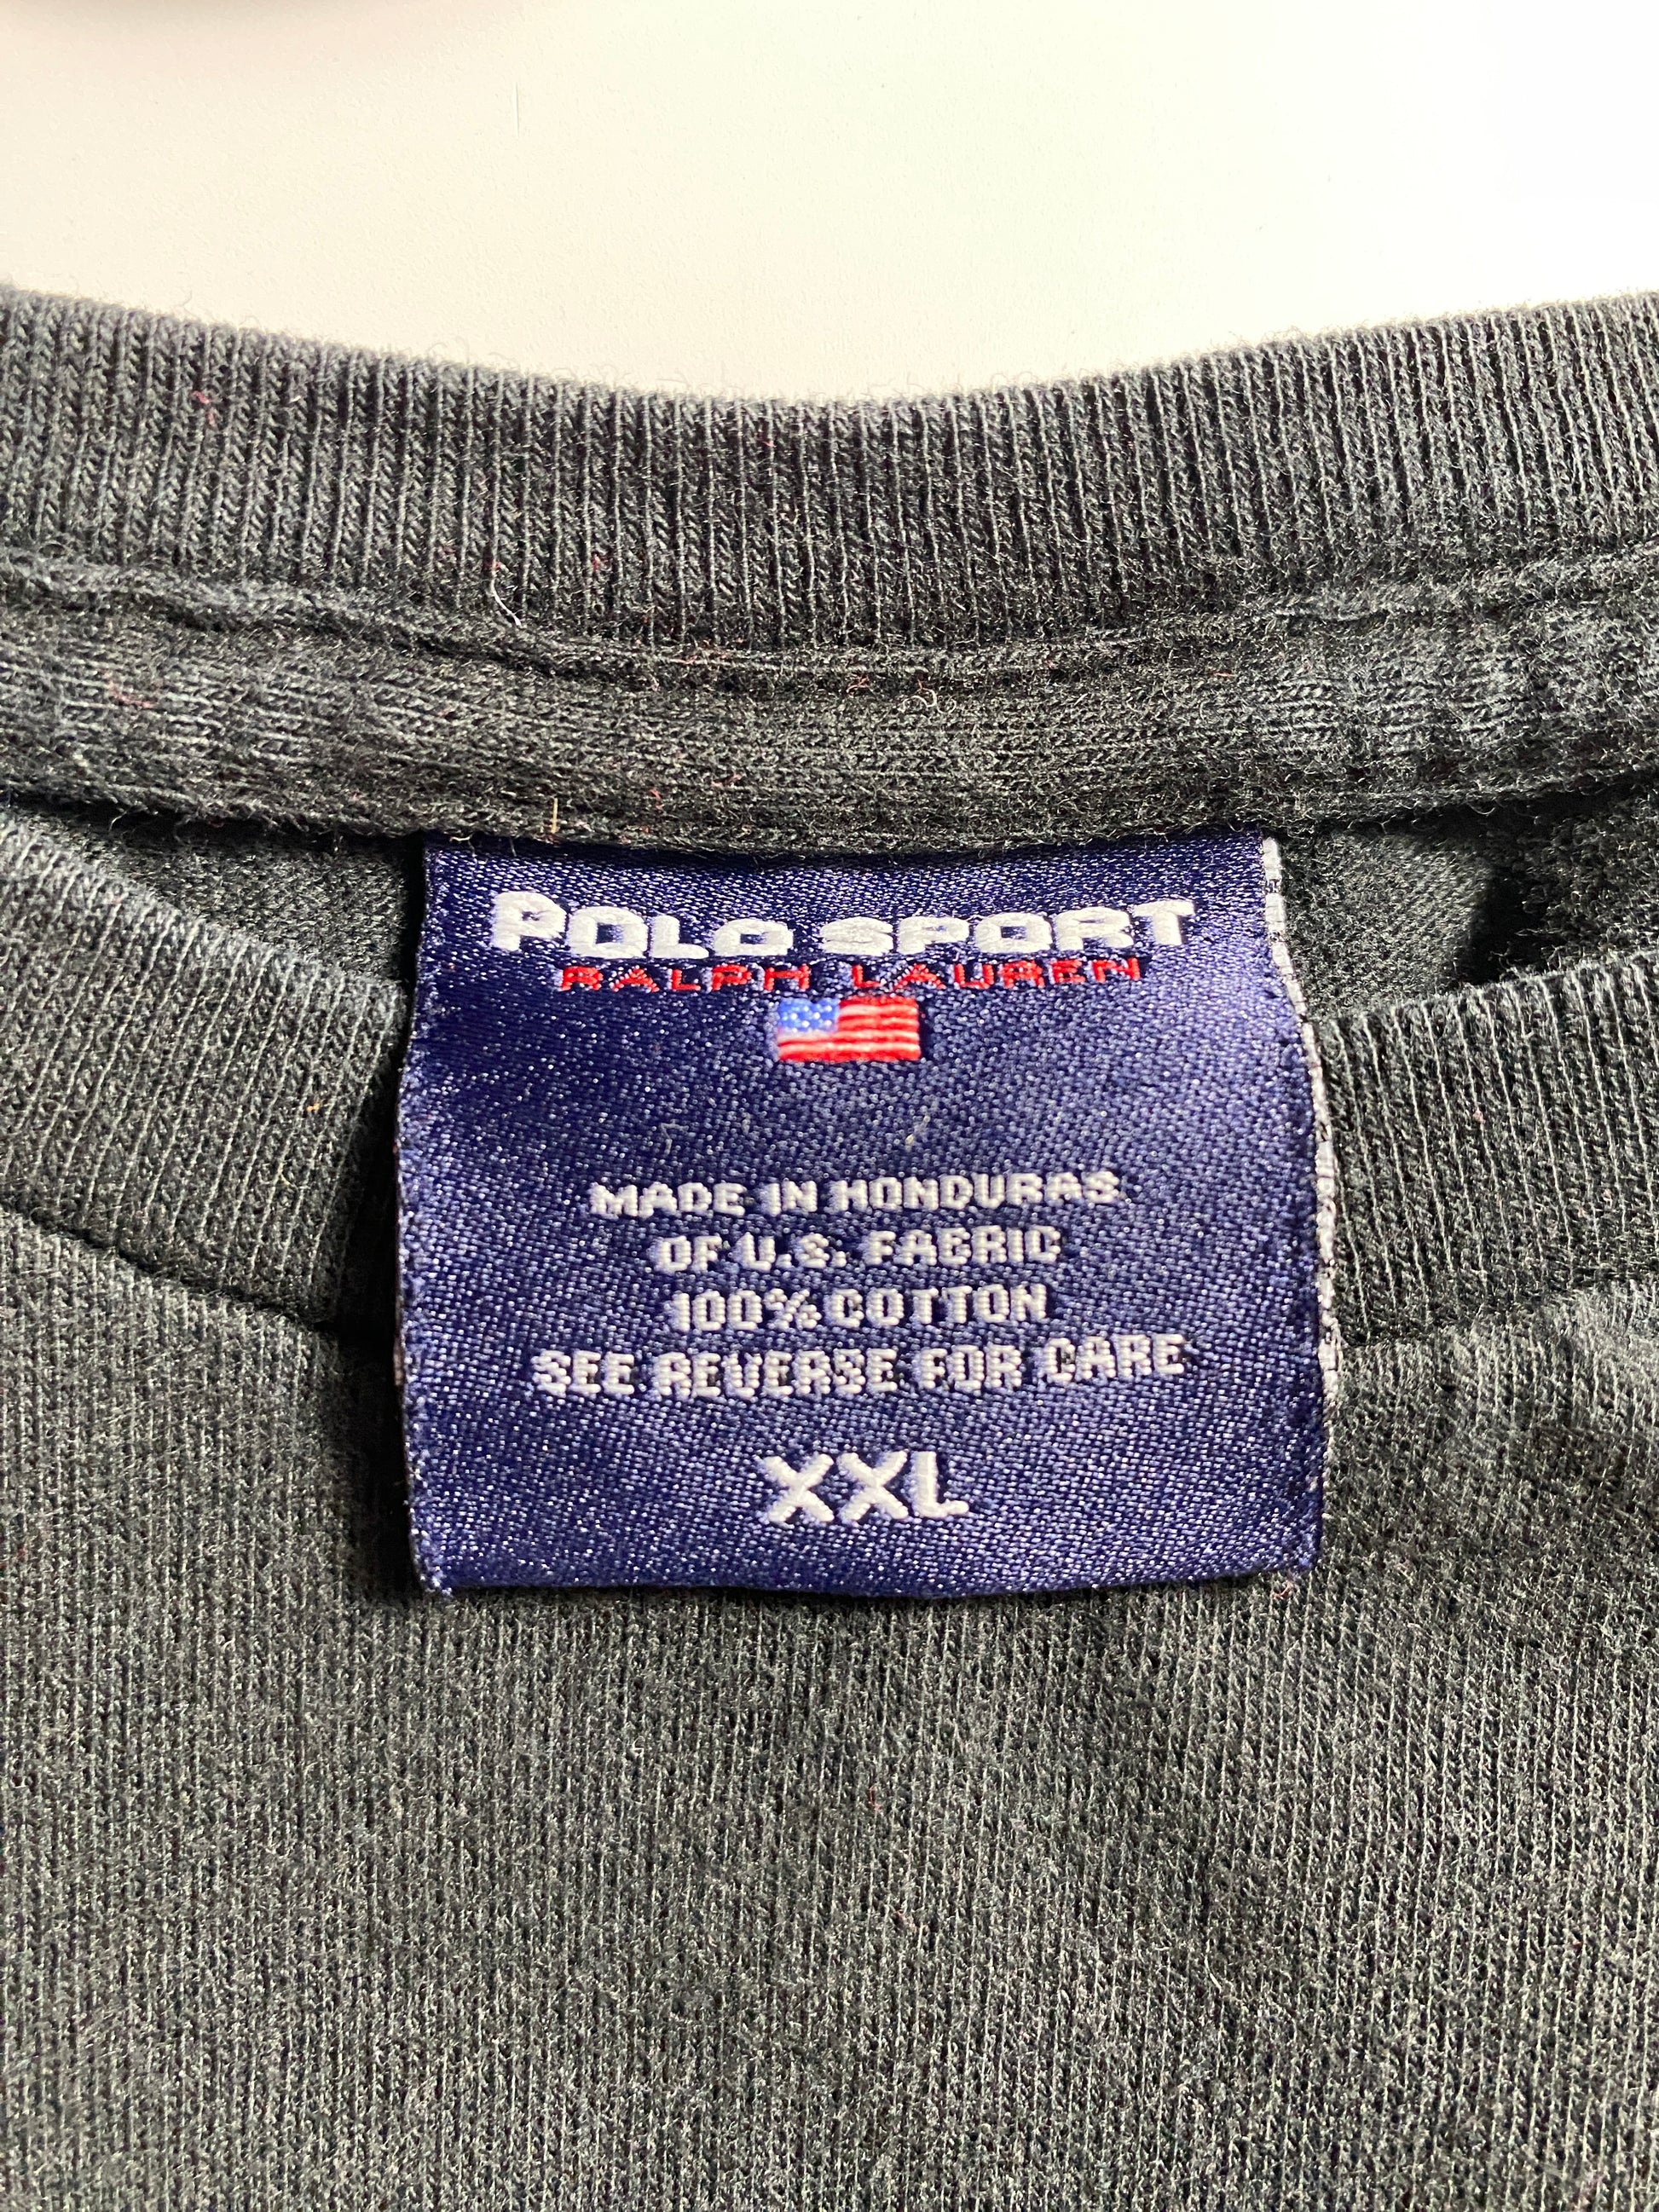 POLO SPORT
RALPH LAUREN
MADE IN HONDURAS
OF U.S. FABRIC
100% COTTON
SEE REVERSE FOR CARE
XXL